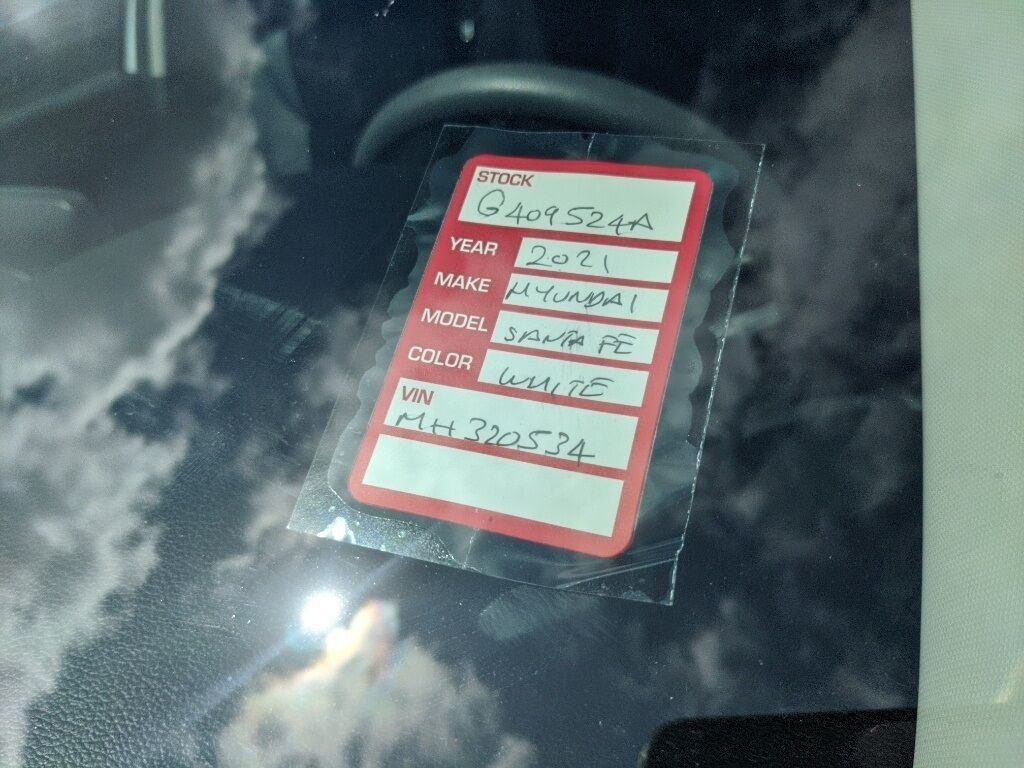 STOCK
G409524A
YEAR 2021
MAKE HYUNDAI
MODEL SANTA FE
COLOR WHITE
VIN
MH320534